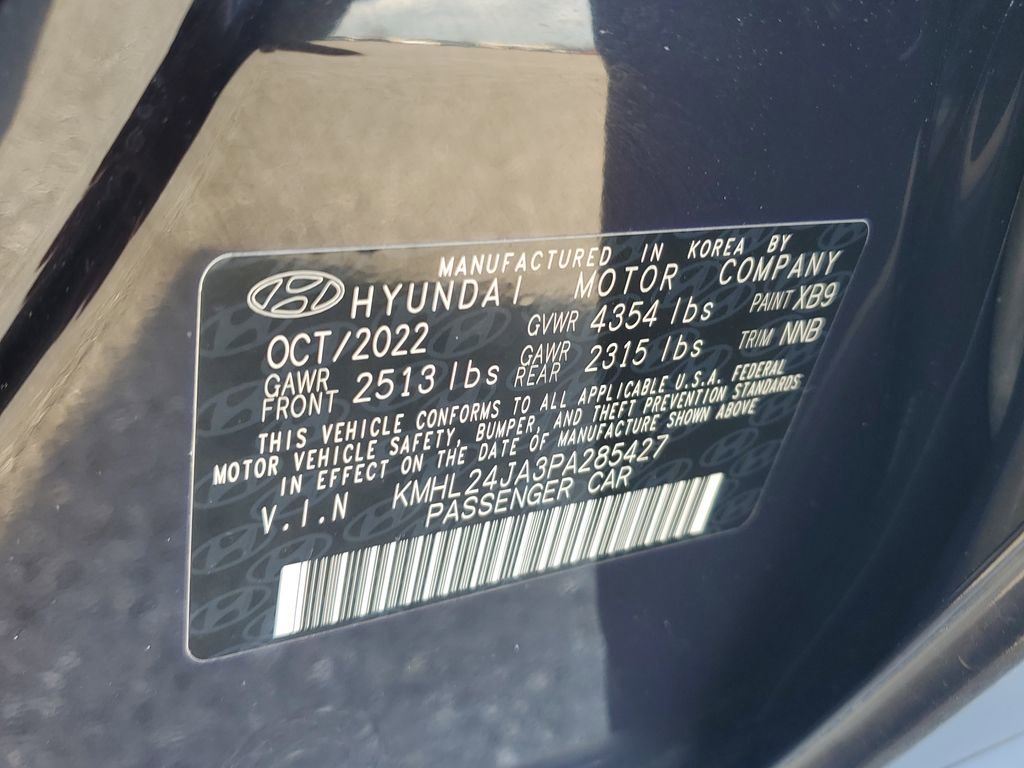 MANUFACTURED IN KOREA BY
HYUNDAI MOTOR COMPANY
OCT/2022 GVWR 4354 lbs PAINT XB9
GAWR FRONT 2513 lbs GAWR REAR 2315 lbs TRIM NNB
THIS VEHICLE CONFORMS TO ALL APPLICABLE U.S.A. FEDERAL
MOTOR VEHICLE SAFETY, BUMPER, AND THEFT PREVENTION STANDARDS
IN EFFECT ON THE DATE OF MANUFACTURE SHOWN ABOVE
V.I.N KMHL24JA3PA285427
PASSENGER CAR